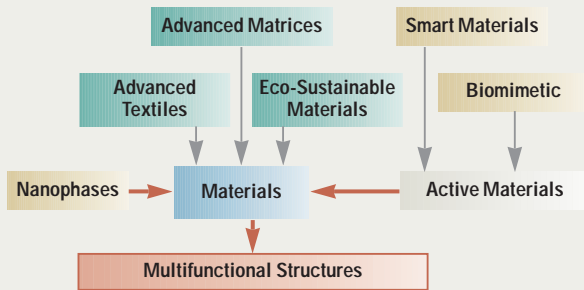 Advanced Matrices
Smart Materials
Advanced
Textiles
Eco-Sustainable
Materials
Biomimetic
Nanophases
Materials
Active Materials
Multifunctional Structures